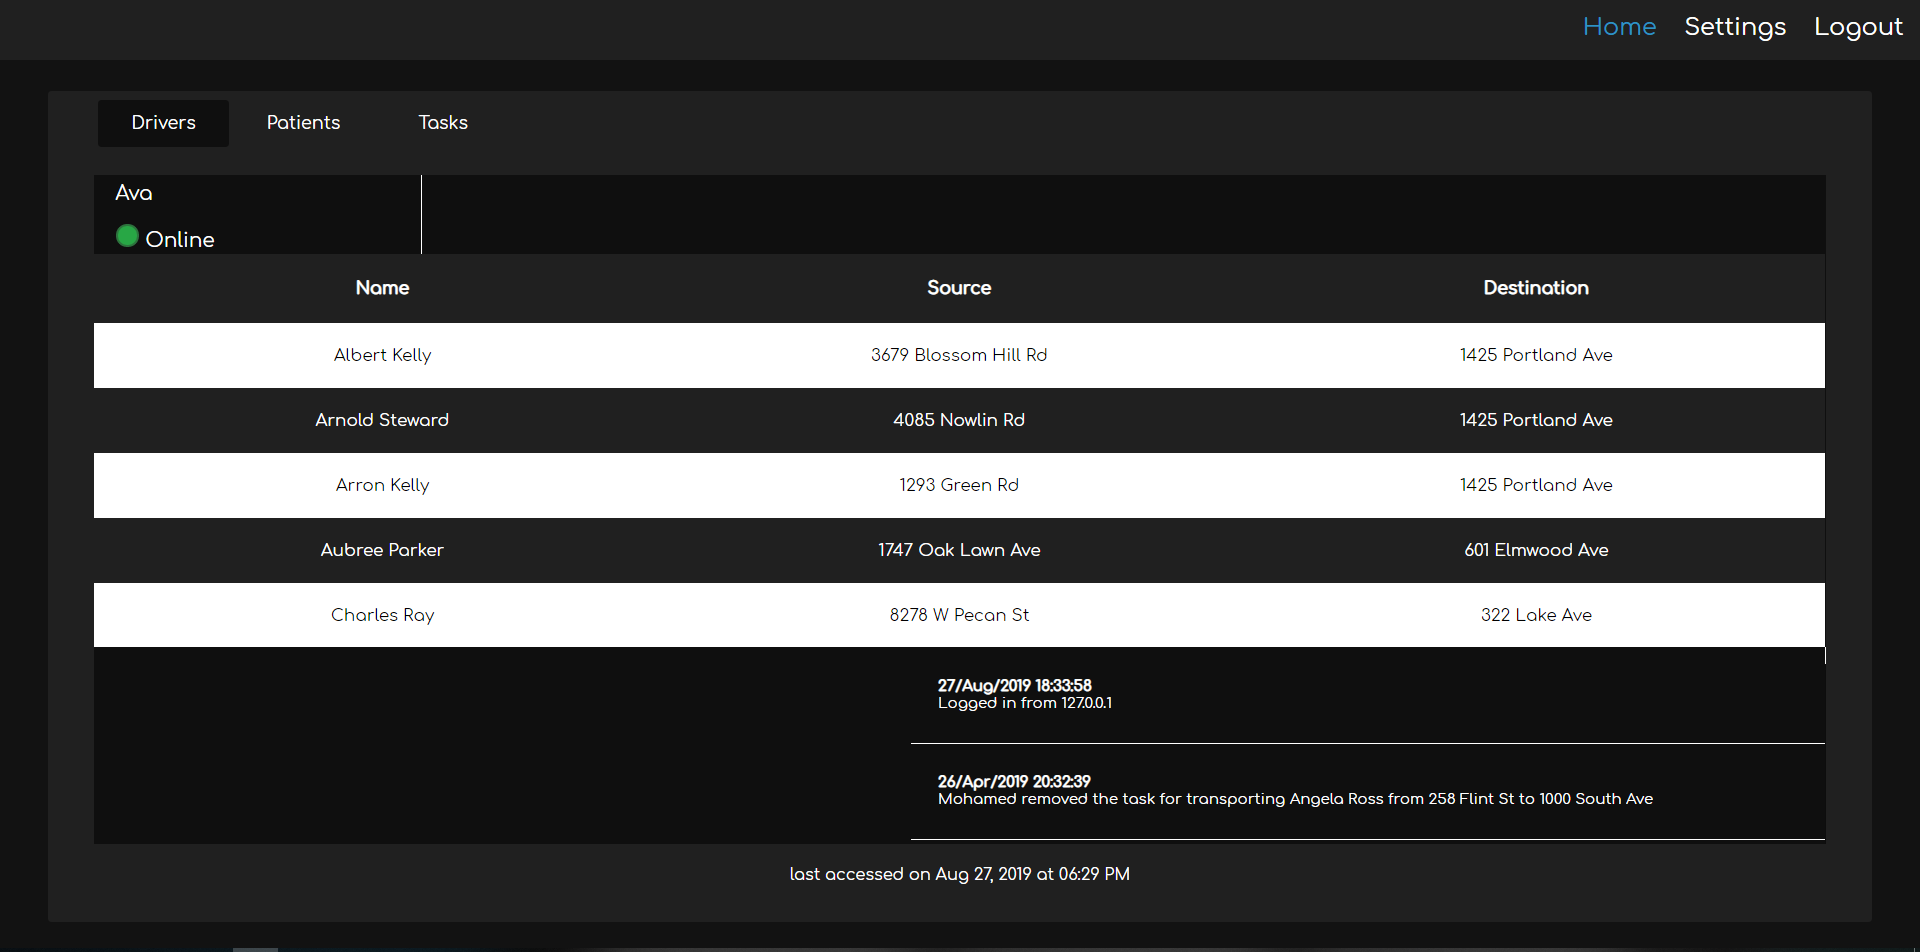 Home Settings Logout
Drivers Patients Tasks
Ava
Online
Name Source Destination
Albert Kelly 3679 Blossom Hill Rd 1425 Portland Ave
Arnold Steward 4085 Nowlin Rd 1425 Portland Ave
Arron Kelly 1293 Green Rd 1425 Portland Ave
Aubree Parker 1747 Oak Lawn Ave 601 Elmwood Ave
Charles Ray 8278 W Pecan St 322 Lake Ave
27/Aug/2019 18:33:58
Logged in from 127.0.0.1
26/Apr/2019 20:32:39
Mohamed removed the task for transporting Angela Ross from 258 Flint St to 1000 South Ave
last accessed on Aug 27, 2019 at 06:29 PM